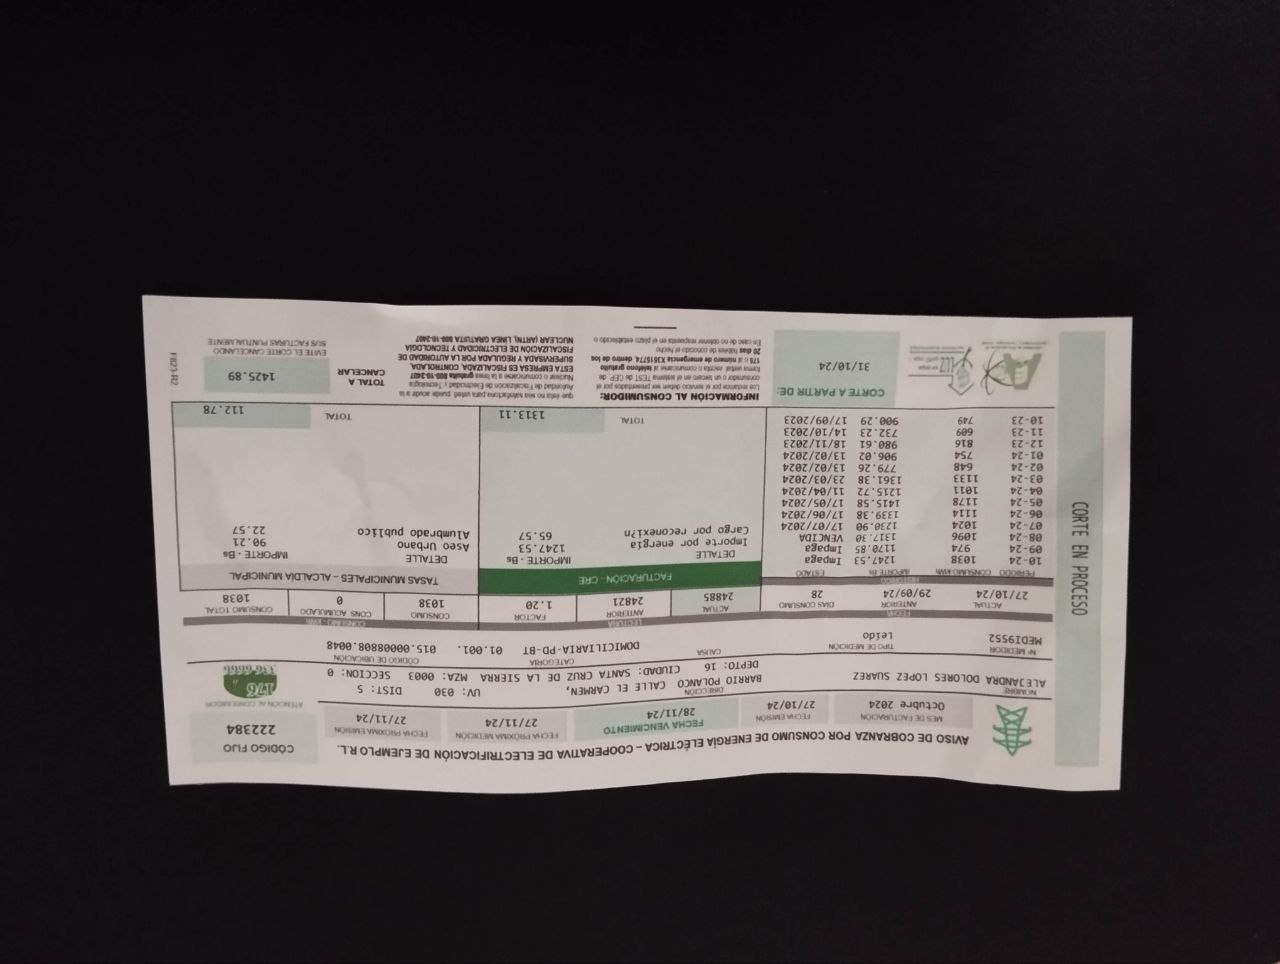 CORTE EN PROCESO
AVISO DE COBRANZA POR CONSUMO DE ENERGÍA ELÉCTRICA – COOPERATIVA DE ELECTRIFICACIÓN DE EJEMPLO R.L.
CÓDIGO FIJO
222384
MES DE FACTURACIÓN
Octubre 2024
FECHA EMISIÓN
27/10/24
FECHA VENCIMIENTO
28/11/24
FECHA PRÓXIMA MEDICIÓN
27/11/24
FECHA PRÓXIMA EMISIÓN
27/11/24
ATENCIÓN AL CONSUMIDOR
176,
336 6666
NOMBRE
ALEJANDRA DOLORES LOPEZ SUAREZ
DIRECCIÓN
BARRIO POLANCO CALLE EL CARMEN, UV: 030 DIST: 5
DEPTO: 16 CIUDAD: SANTA CRUZ DE LA SIERRA MZA: 0003 SECCION: 0
Nº MEDIDOR
MEDI9552
TIPO DE MEDICIÓN
Leído
CAUSA
CATEGORÍA
DOMICILIARIA-PD-BT
CÓDIGO DE UBICACIÓN
01.001. 015.00008808.0048
FECHA
LECTURA
CONSUMO - kWh
ACTUAL
27/10/24
ANTERIOR
29/09/24
DÍAS CONSUMO
28
ACTUAL
24885
ANTERIOR
24821
FACTOR
1.20
CONSUMO
1038
CONS ACUMULADO
0
CONSUMO TOTAL
1038
HISTÓRICO
PERIODO CONSUMO kWh IMPORTE Bs ESTADO
10-24 1038 1247.53 Impaga
09-24 974 1170.85 Impaga
08-24 1096 1317.30 VENCIDA
07-24 1024 1230.90 17/07/2024
06-24 1114 1339.38 17/06/2024
05-24 1178 1415.58 17/05/2024
04-24 1011 1215.72 11/04/2024
03-24 1133 1361.38 23/03/2024
02-24 648 779.26 13/02/2024
01-24 754 906.02 13/02/2024
12-23 816 980.61 18/11/2023
11-23 609 732.23 14/10/2023
10-23 749 900.29 17/09/2023
FACTURACIÓN - CRE
DETALLE IMPORTE - Bs
Importe por energía 1247.53
Cargo por reconexi?n 65.57
TOTAL 1313.11
TASAS MUNICIPALES – ALCALDÍA MUNICIPAL
DETALLE IMPORTE - Bs
Aseo Urbano 90.21
Alumbrado publico 22.57
TOTAL 112.78
CORTE A PARTIR DE:
31/10/24
INFORMACIÓN AL CONSUMIDOR:
Los reclamos por el servicio deben ser presentados por el
consumidor o un tercero en el sistema TEST de CEP de
forma verbal, escrita o comunicarse al teléfono gratuito
176 o al número de emergencia X3916774 dentro de los
20 días hábiles de conocido el hecho
En caso de no obtener respuesta en el plazo establecido o
que ésta no sea satisfactoria para usted, puede acudir a la
Autoridad de Fiscalización de Electricidad y Tecnología
Nuclear o comunicarse a la línea gratuita 800-10-2407
ESTA EMPRESA ES FISCALIZADA, CONTROLADA,
SUPERVISADA Y REGULADA POR LA AUTORIDAD DE
FISCALIZACIÓN DE ELECTRICIDAD Y TECNOLOGÍA
NUCLEAR (AETN), LINEA GRATUITA 800-10-2407
TOTAL A
CANCELAR
1425.89
EVITE EL CORTE CANCELANDO
SUS FACTURAS PUNTUALMENTE
F823-R2